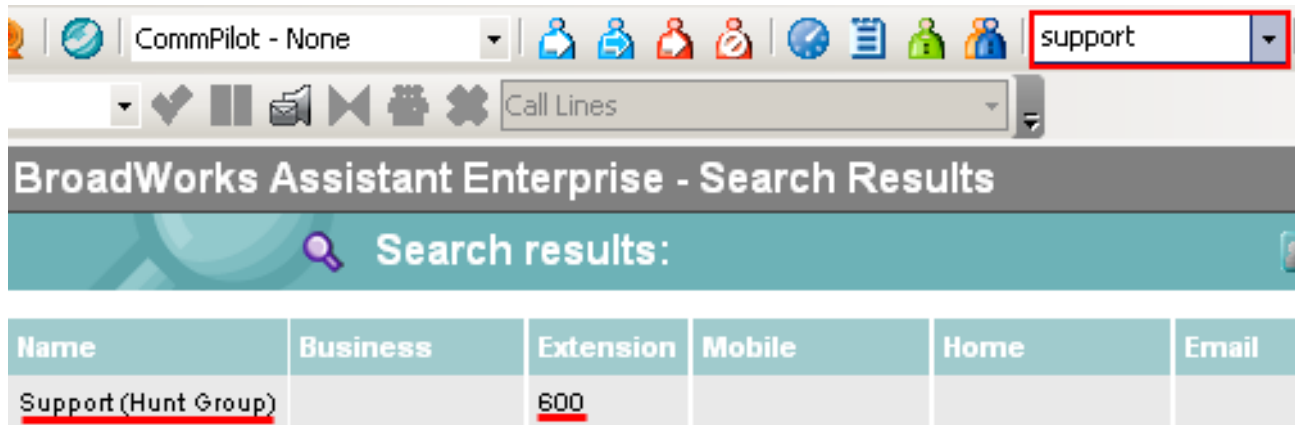 CommPilot - None support
Call Lines
BroadWorks Assistant Enterprise - Search Results
Search results:
Name Business Extension Mobile Home Email
Support (Hunt Group) 600